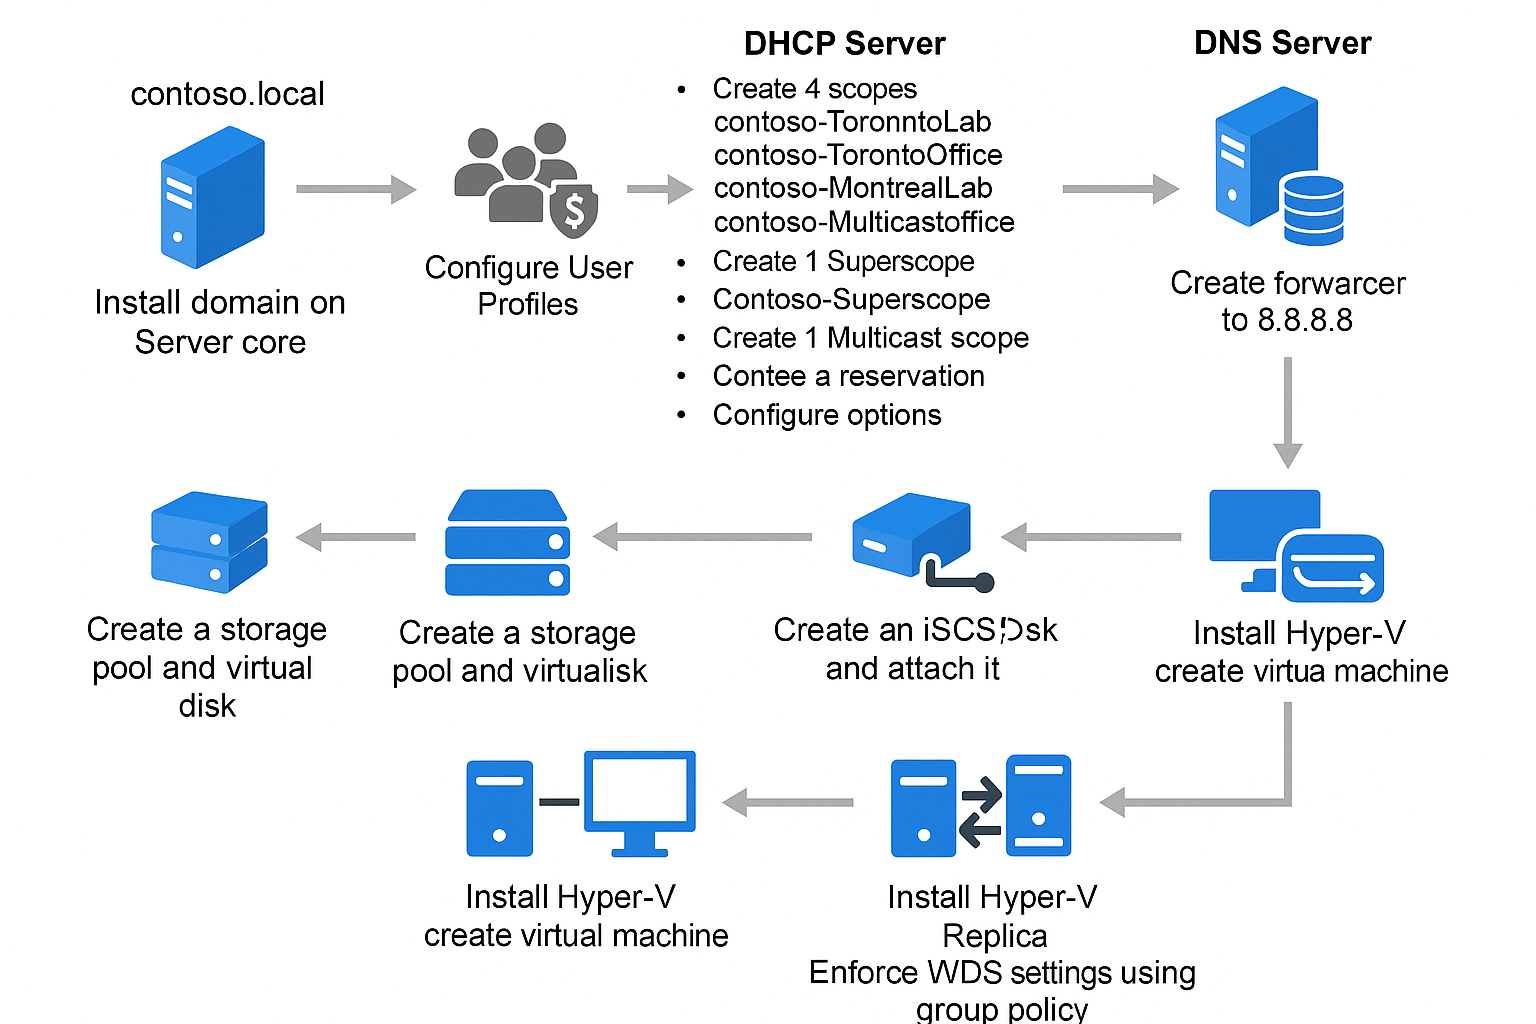 contoso.local
Install domain on
Server core
Configure User
Profiles
$
DHCP Server
• Create 4 scopes
contoso-ToronntoLab
contoso-TorontoOffice
contoso-MontrealLab
contoso-Multicastoffice
• Create 1 Superscope
• Contoso-Superscope
• Create 1 Multicast scope
• Contee a reservation
• Configure options
DNS Server
Create forwarcer
to 8.8.8.8
Create a storage
pool and virtual
disk
Create a storage
pool and virtualisk
Create an
and attach it
Install Hyper-V
create virtua machine
Install Hyper-V
create virtual machine
Install Hyper-V
Replica
Enforce WDS settings using
group policy